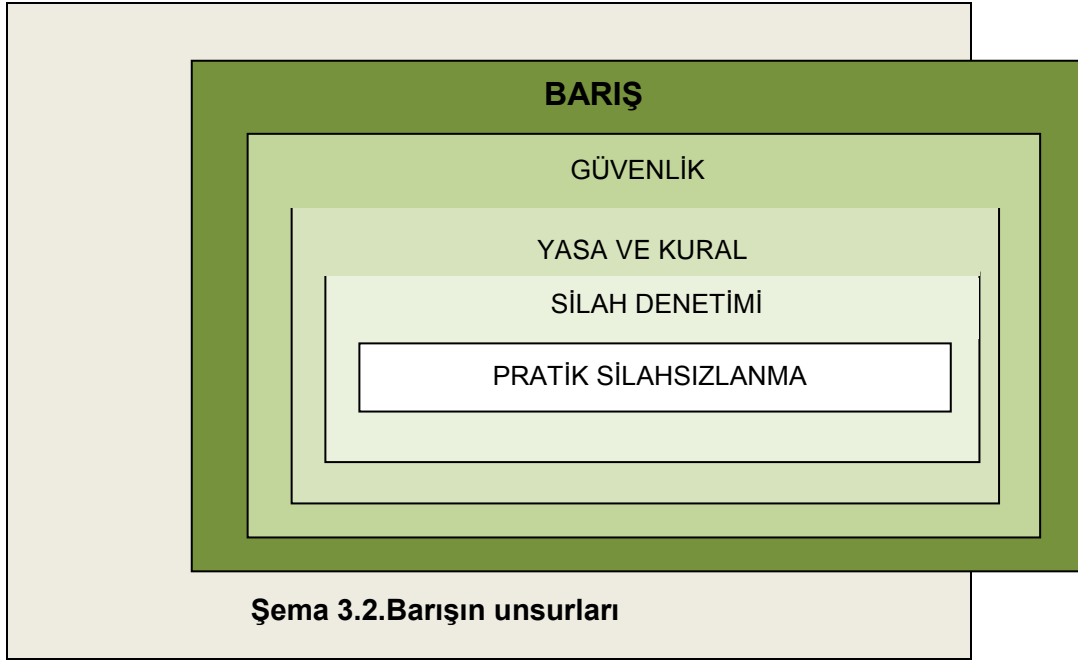 BARIŞ
GÜVENLİK
YASA VE KURAL
SİLAH DENETİMİ
PRATİK SİLAHSIZLANMA
Şema 3.2.Barışın unsurları